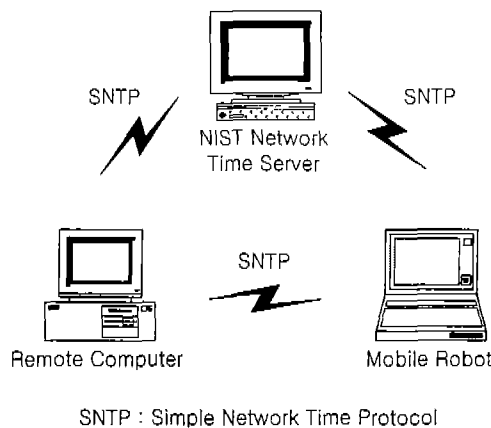 SNTP
SNTP
NIST Network
Time Server
SNTP
Remote Computer
Mobile Robot
SNTP : Simple Network Time Protocol